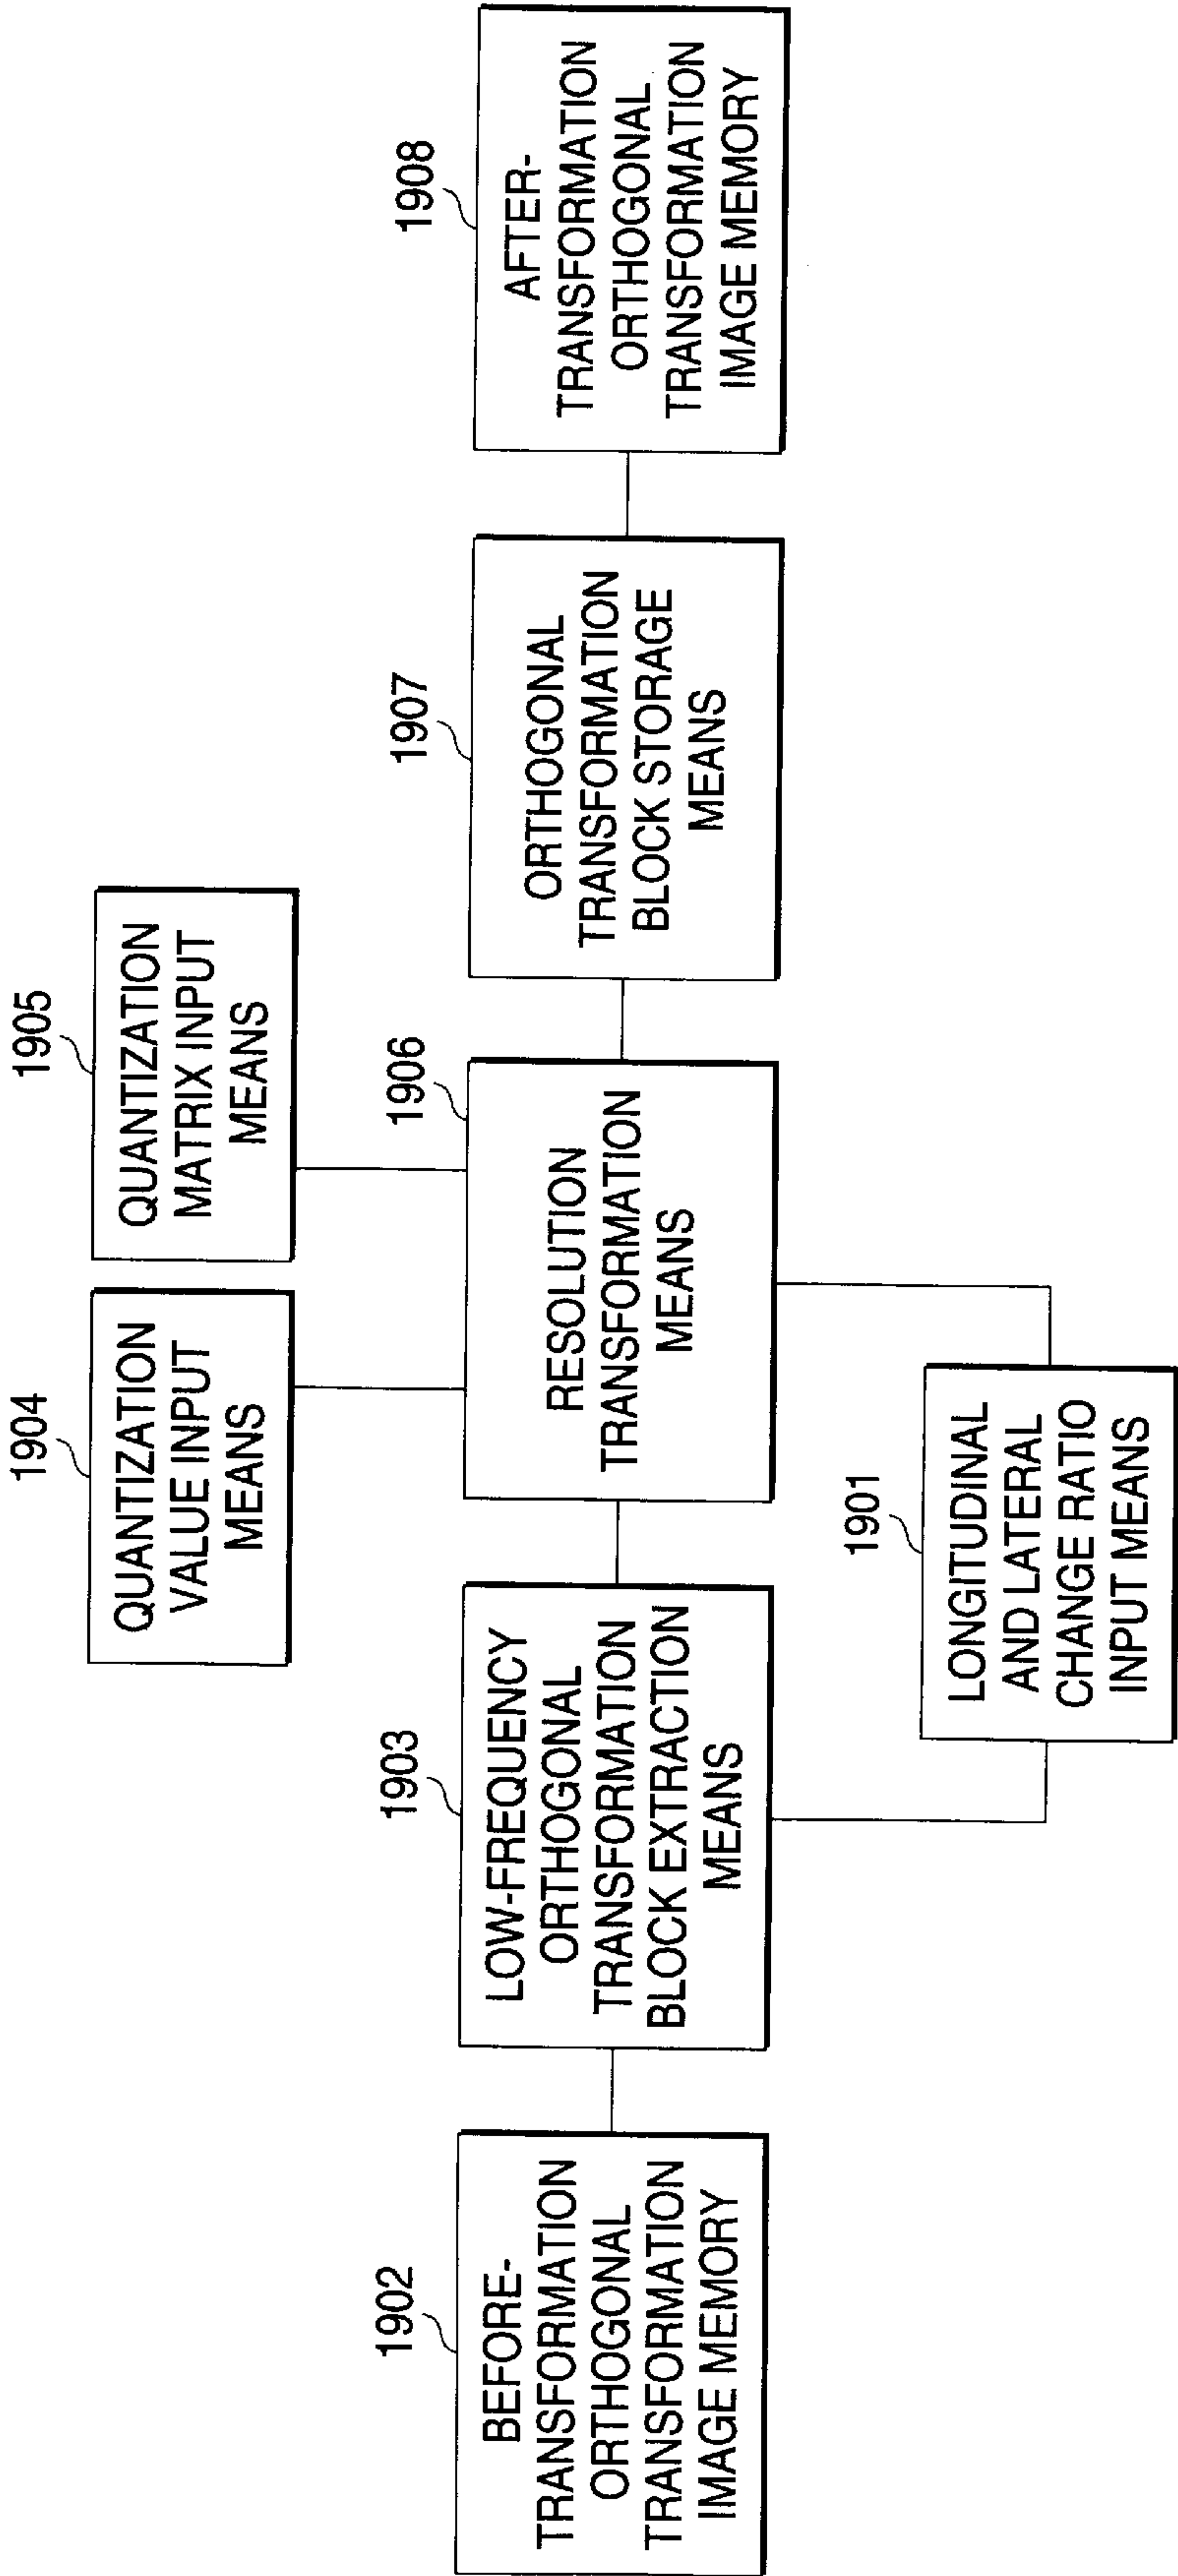 1904
QUANTIZATION
VALUE INPUT
MEANS
1905
QUANTIZATION
MATRIX INPUT
MEANS
1902
BEFORE-
TRANSFORMATION
ORTHOGONAL
TRANSFORMATION
IMAGE MEMORY
1903
LOW-FREQUENCY
ORTHOGONAL
TRANSFORMATION
BLOCK EXTRACTION
MEANS
1906
RESOLUTION
TRANSFORMATION
MEANS
1907
ORTHOGONAL
TRANSFORMATION
BLOCK STORAGE
MEANS
1908
AFTER-
TRANSFORMATION
ORTHOGONAL
TRANSFORMATION
IMAGE MEMORY
1901
LONGITUDINAL
AND LATERAL
CHANGE RATIO
INPUT MEANS